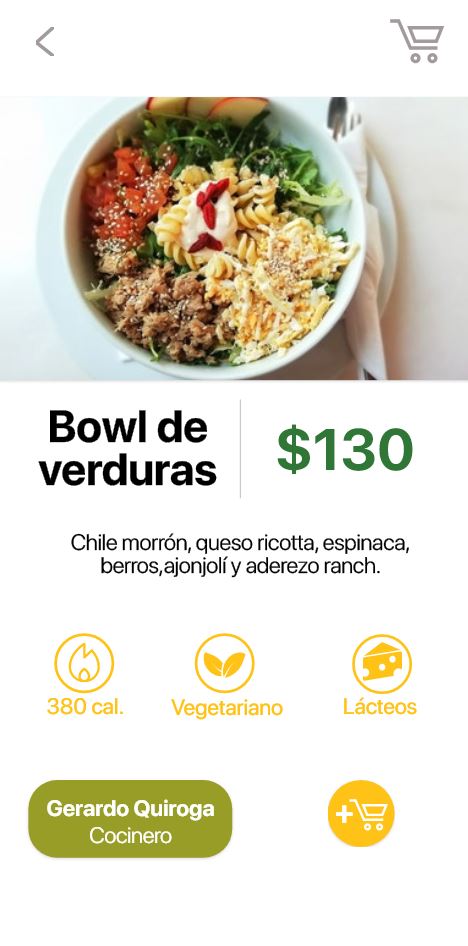 Bowl de
verduras
$130
Chile morrón, queso ricotta, espinaca,
berros,ajonjolí y aderezo ranch.
380 cal.
Vegetariano
Lácteos
Gerardo Quiroga
Cocinero
+